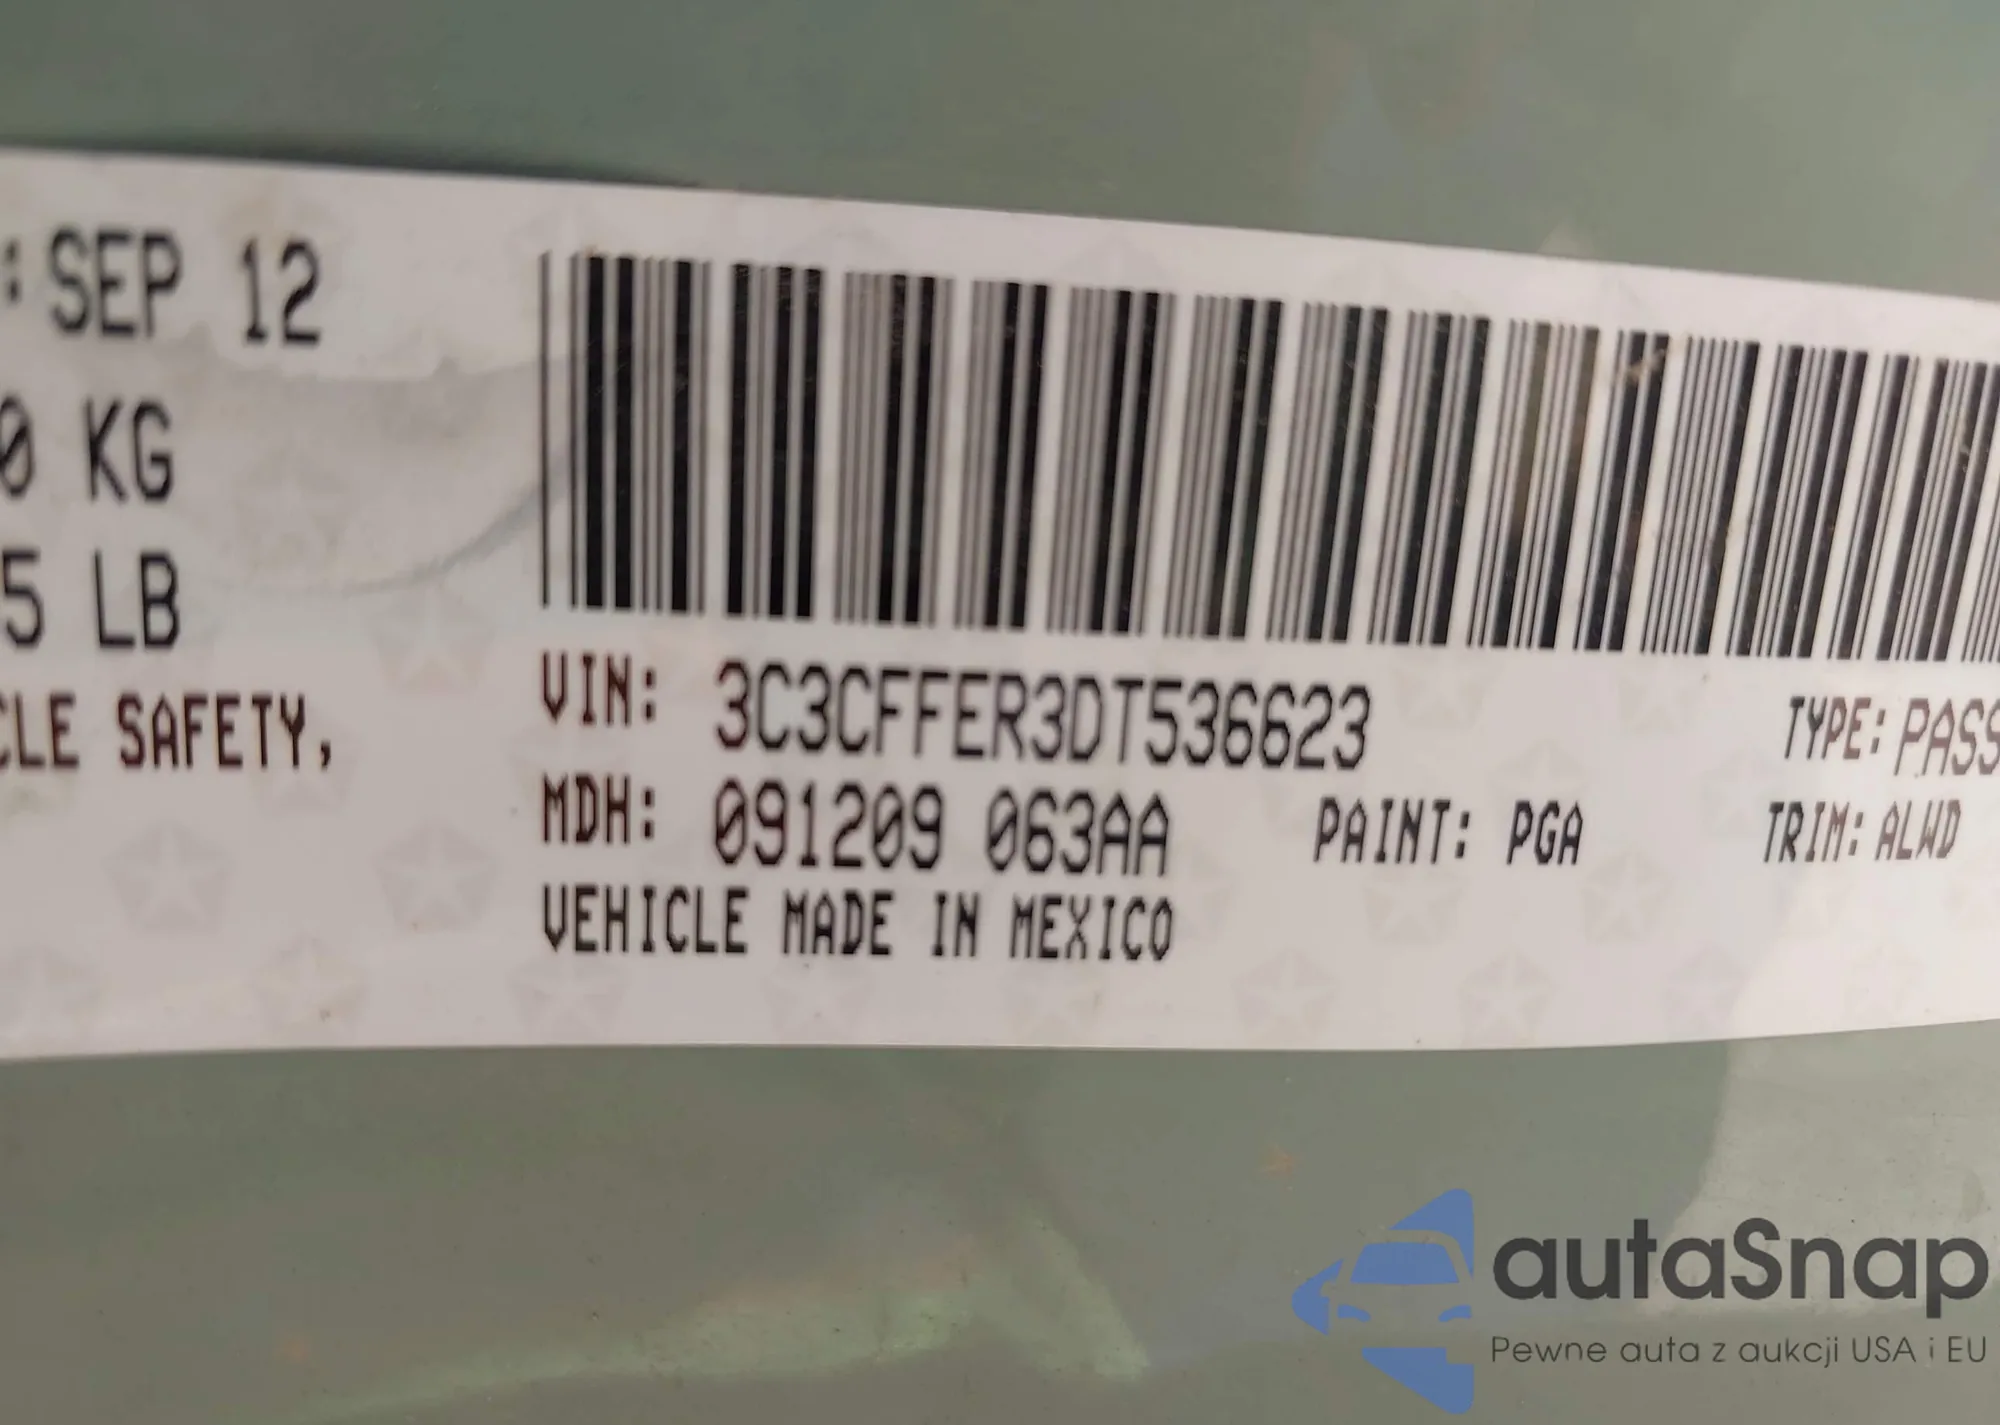 : SEP 12
0 KG
5 LB
CLE SAFETY,
VIN: 3C3CFFER3DT536623
TYPE: PASS
MDH: 091209 063AA
PAINT: PGA
TRIM: ALWD
VEHICLE MADE IN MEXICO
autaSnap
Pewne auta z aukcji USA i EU